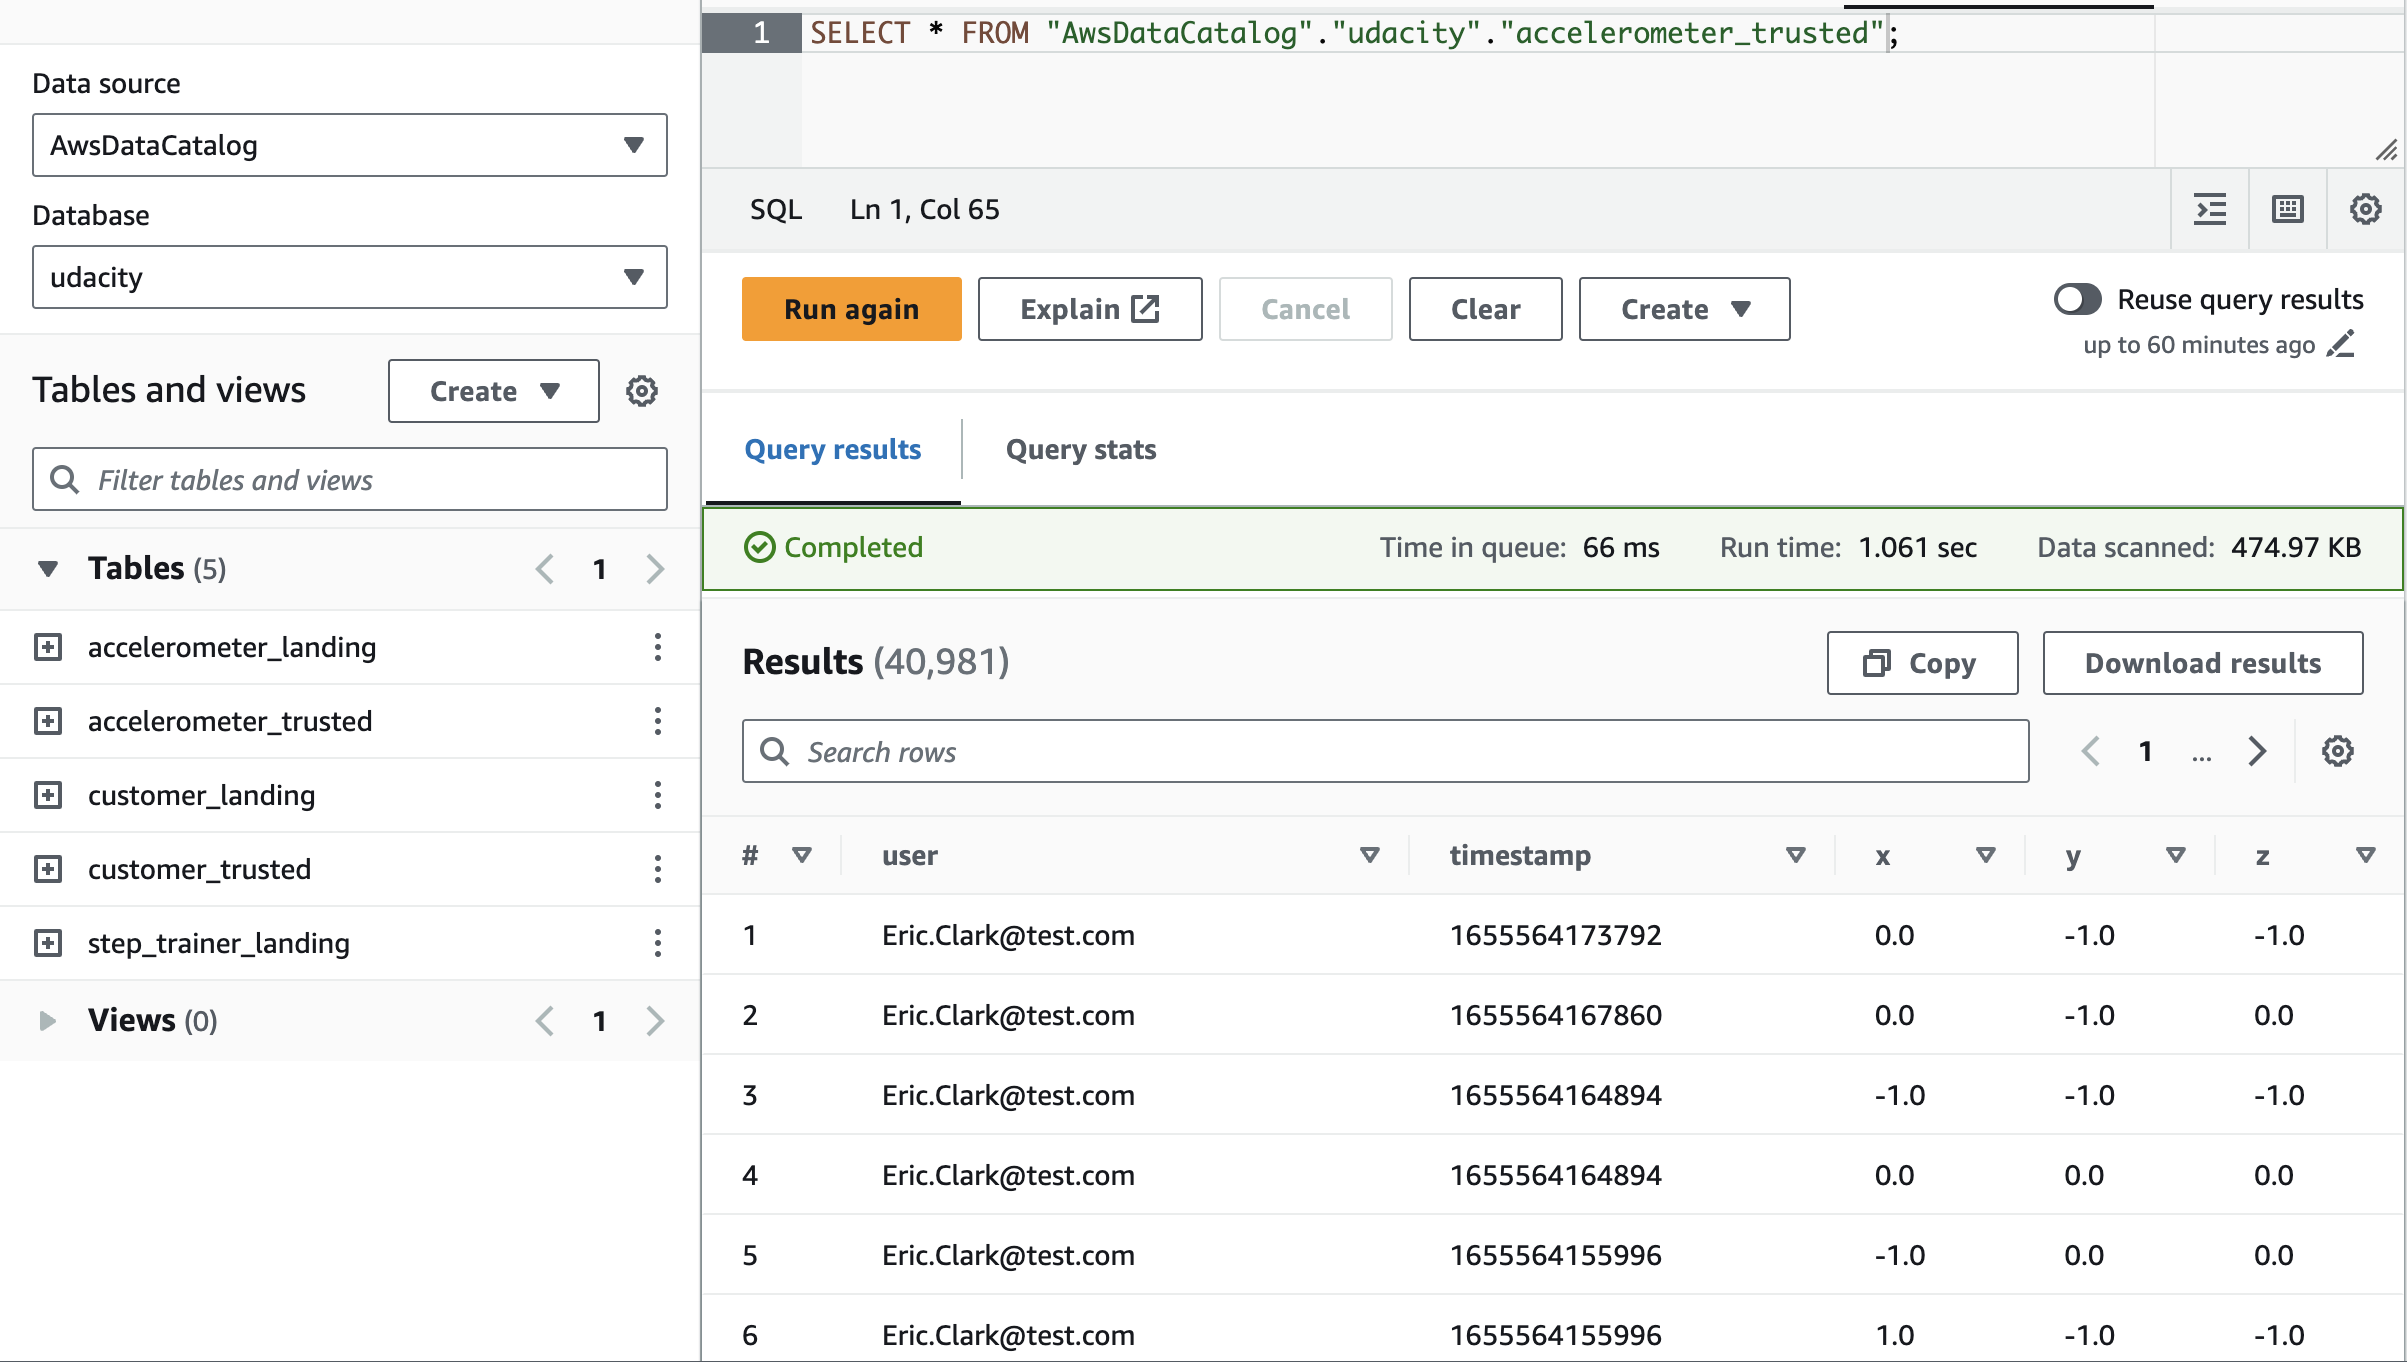 Data source
AwsDataCatalog
Database
udacity
Tables and views
Create
Filter tables and views
Tables (5)
1
accelerometer_landing
accelerometer_trusted
customer_landing
customer_trusted
step_trainer_landing
Views (0)
1
1 SELECT * FROM "AwsDataCatalog"."udacity"."accelerometer_trusted";
SQL Ln 1, Col 65
Run again Explain Cancel Clear Create
Reuse query results
up to 60 minutes ago
Query results Query stats
Completed Time in queue: 66 ms Run time: 1.061 sec Data scanned: 474.97 KB
Results (40,981) Copy Download results
Search rows 1 ...
# user timestamp x y z
1 Eric.Clark@test.com 1655564173792 0.0 -1.0 -1.0
2 Eric.Clark@test.com 1655564167860 0.0 -1.0 0.0
3 Eric.Clark@test.com 1655564164894 -1.0 -1.0 -1.0
4 Eric.Clark@test.com 1655564164894 0.0 0.0 0.0
5 Eric.Clark@test.com 1655564155996 -1.0 0.0 0.0
6 Eric.Clark@test.com 1655564155996 1.0 -1.0 -1.0